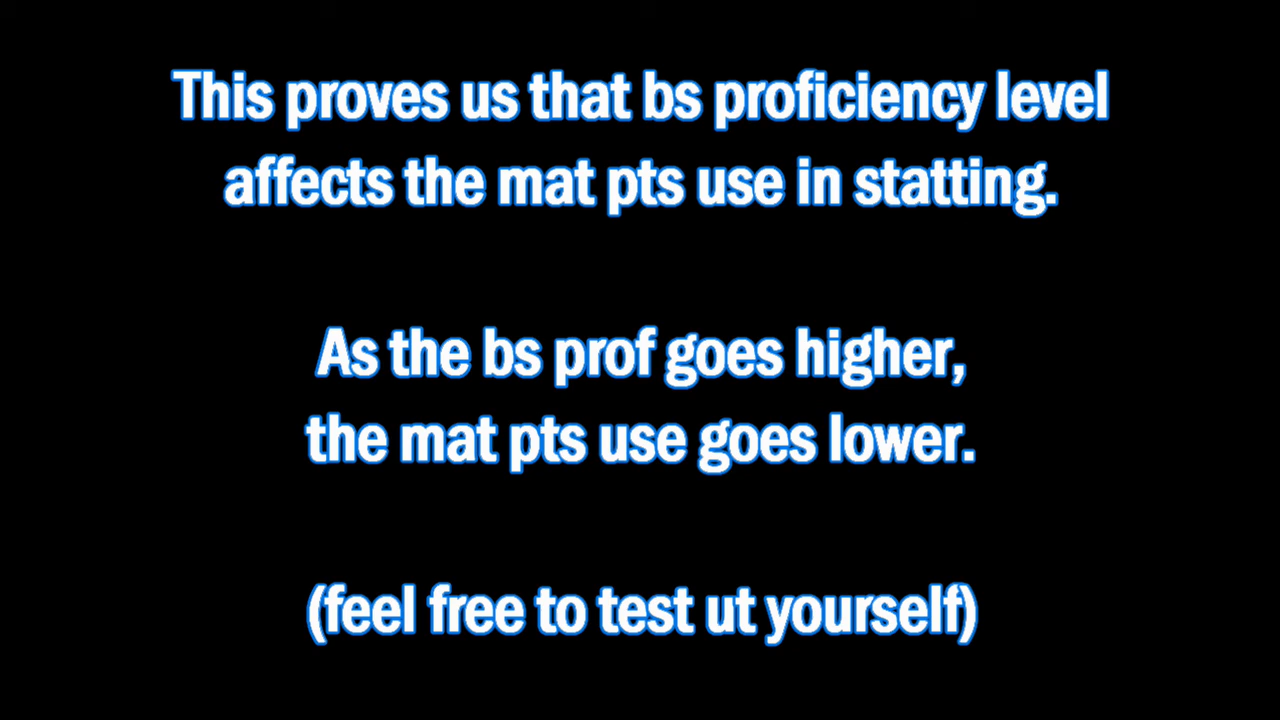 This proves us that bs proficiency level
affects the mat pts use in statting.
As the bs prof goes higher,
the mat pts use goes lower.
(feel free to test ut yourself)